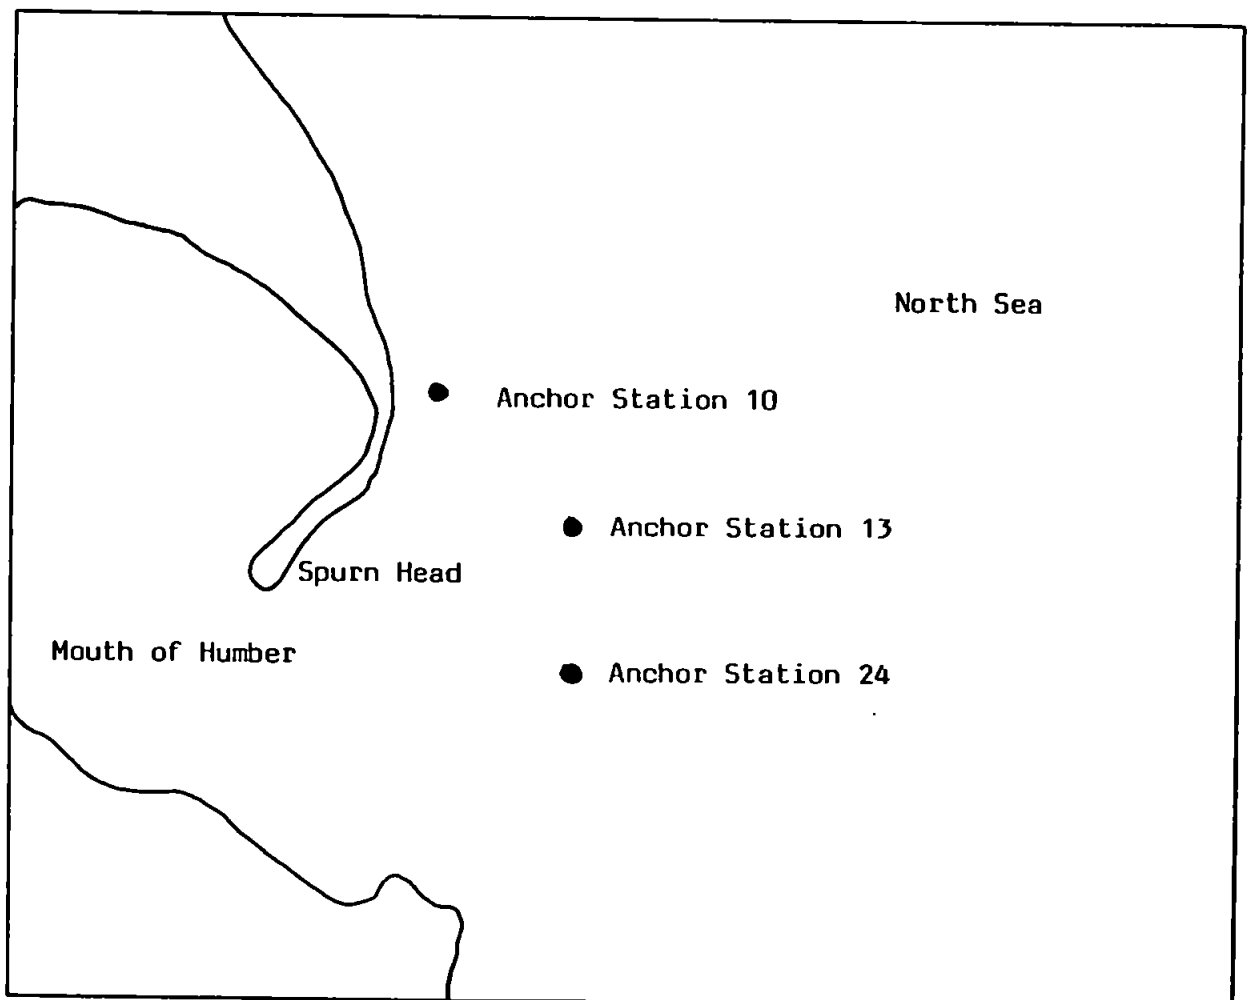 North Sea
Anchor Station 10
Anchor Station 13
Spurn Head
Mouth of Humber
Anchor Station 24